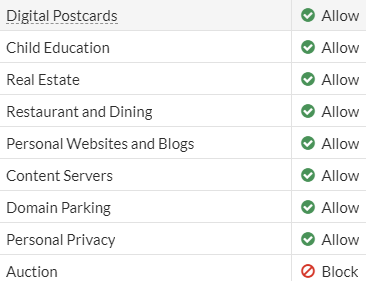 Digital Postcards Allow
Child Education Allow
Real Estate Allow
Restaurant and Dining Allow
Personal Websites and Blogs Allow
Content Servers Allow
Domain Parking Allow
Personal Privacy Allow
Auction Block